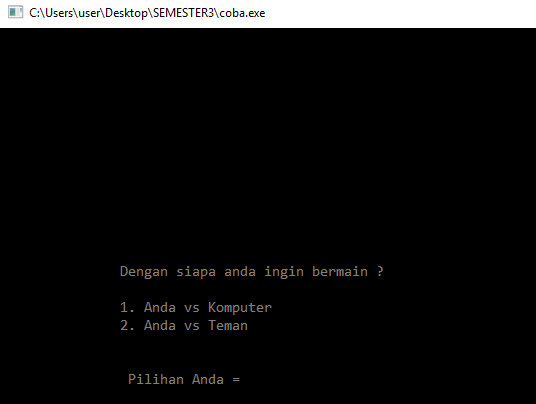 C:\Users\user\Desktop\SEMESTER3\coba.exe
Dengan siapa anda ingin bermain ?
1. Anda vs Komputer
2. Anda vs Teman
Pilihan Anda =